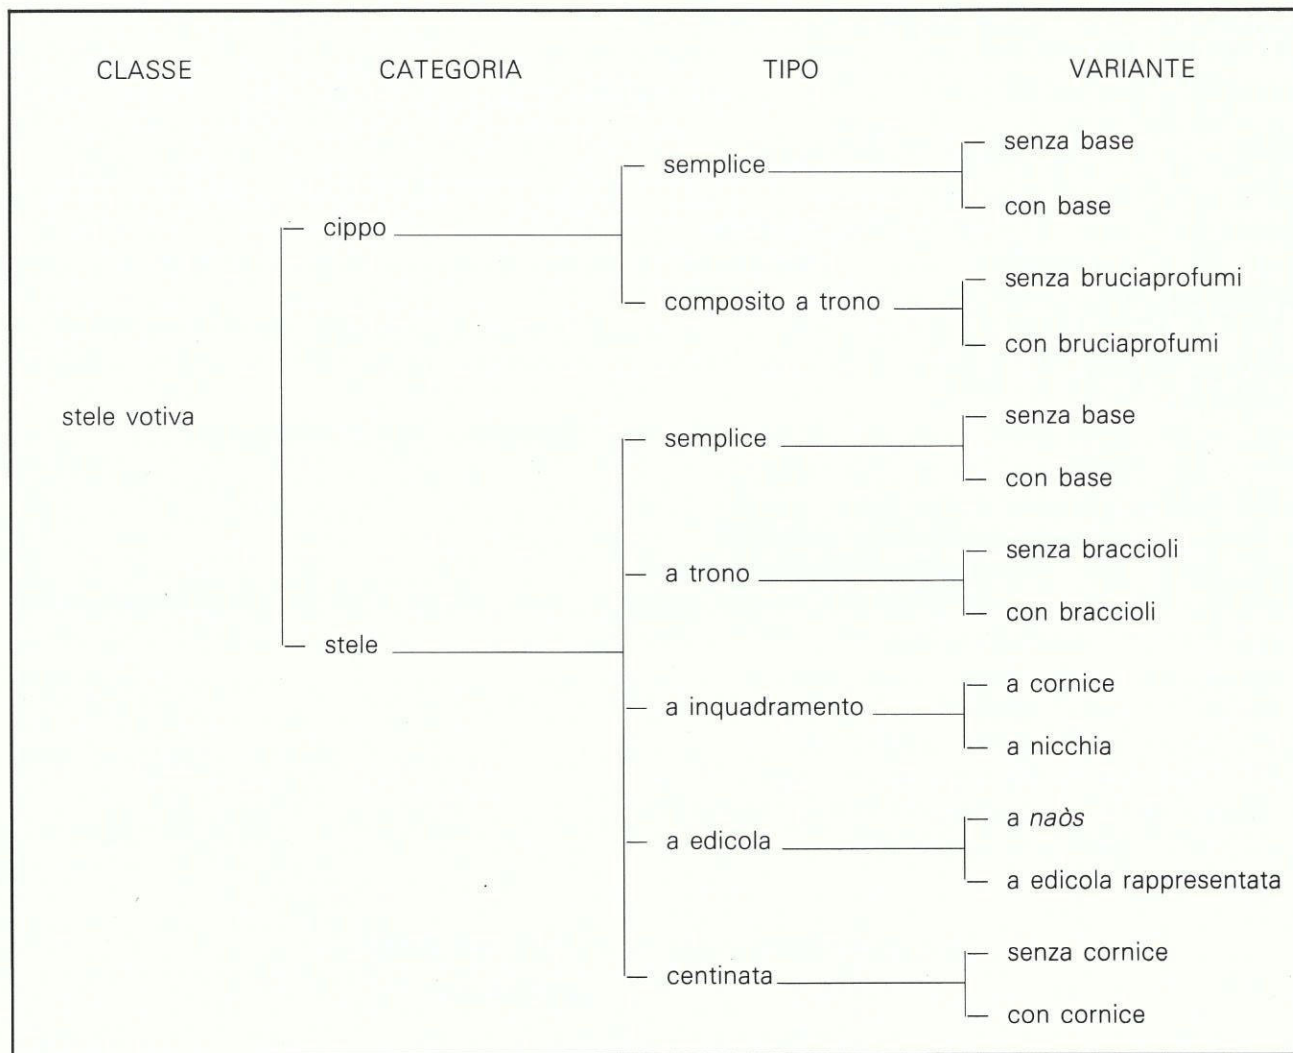 CLASSE CATEGORIA TIPO VARIANTE
senza base
semplice
con base
cippo
senza bruciaprofumi
composito a trono
con bruciaprofumi
stele votiva
senza base
semplice
con base
senza braccioli
a trono
con braccioli
stele
a cornice
a inquadramento
a nicchia
a naòs
a edicola
a edicola rappresentata
senza cornice
centinata
con cornice